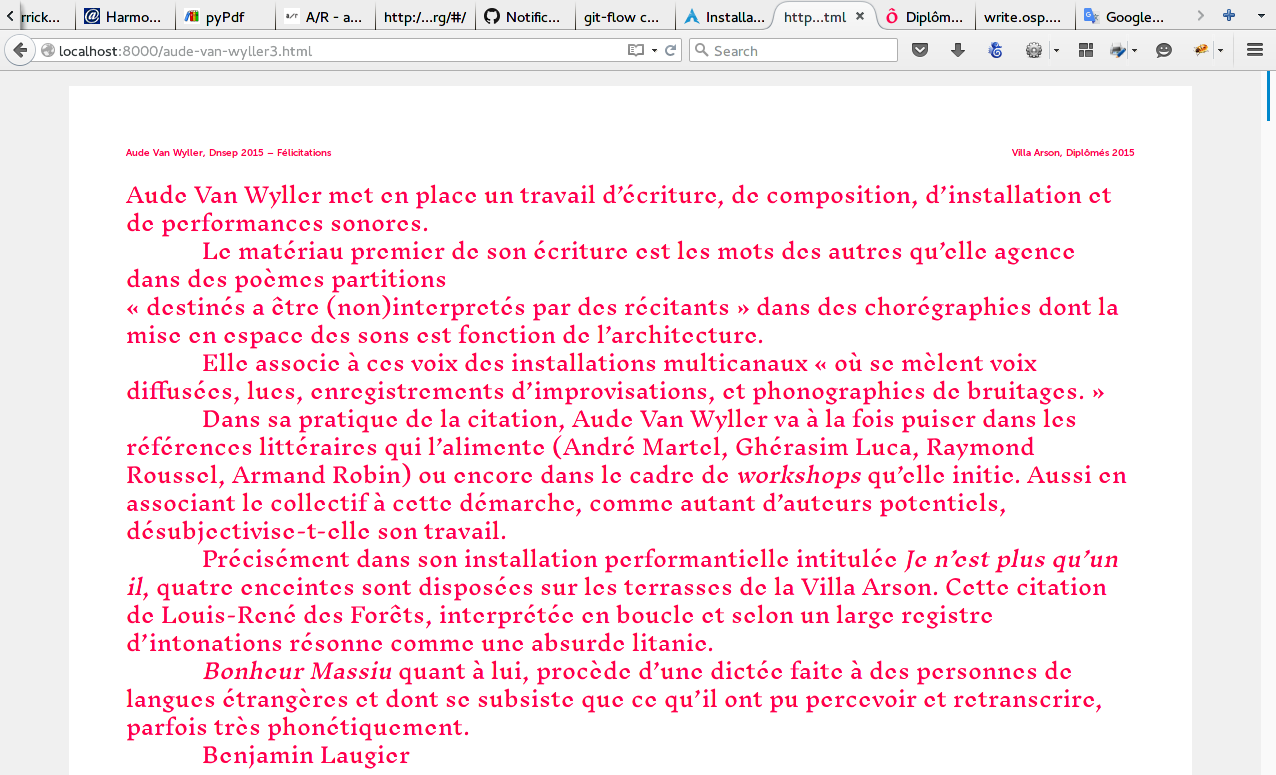 rrick...
Harmo...
pyPdf
A/R - a...
http:/...rg/#/
Notific...
git-flow c...
Installa...
http...tml
Diplôm...
write.osp....
Google...
localhost:8000/aude-van-wyller3.html
Search
Aude Van Wyller, Dnsep 2015 – Félicitations
Villa Arson, Diplômés 2015
Aude Van Wyller met en place un travail d’écriture, de composition, d’installation et
de performances sonores.
Le matériau premier de son écriture est les mots des autres qu’elle agence
dans des poèmes partitions
« destinés a être (non)interpretés par des récitants » dans des chorégraphies dont la
mise en espace des sons est fonction de l’architecture.
Elle associe à ces voix des installations multicanaux « où se mèlent voix
diffusées, lues, enregistrements d’improvisations, et phonographies de bruitages. »
Dans sa pratique de la citation, Aude Van Wyller va à la fois puiser dans les
références littéraires qui l’alimente (André Martel, Ghérasim Luca, Raymond
Roussel, Armand Robin) ou encore dans le cadre de workshops qu’elle initie. Aussi en
associant le collectif à cette démarche, comme autant d’auteurs potentiels,
désubjectivise-t-elle son travail.
Précisément dans son installation performantielle intitulée Je n’est plus qu’un
il, quatre enceintes sont disposées sur les terrasses de la Villa Arson. Cette citation
de Louis-René des Forêts, interprétée en boucle et selon un large registre
d’intonations résonne comme une absurde litanie.
Bonheur Massiu quant à lui, procède d’une dictée faite à des personnes de
langues étrangères et dont se subsiste que ce qu’il ont pu percevoir et retranscrire,
parfois très phonétiquement.
Benjamin Laugier